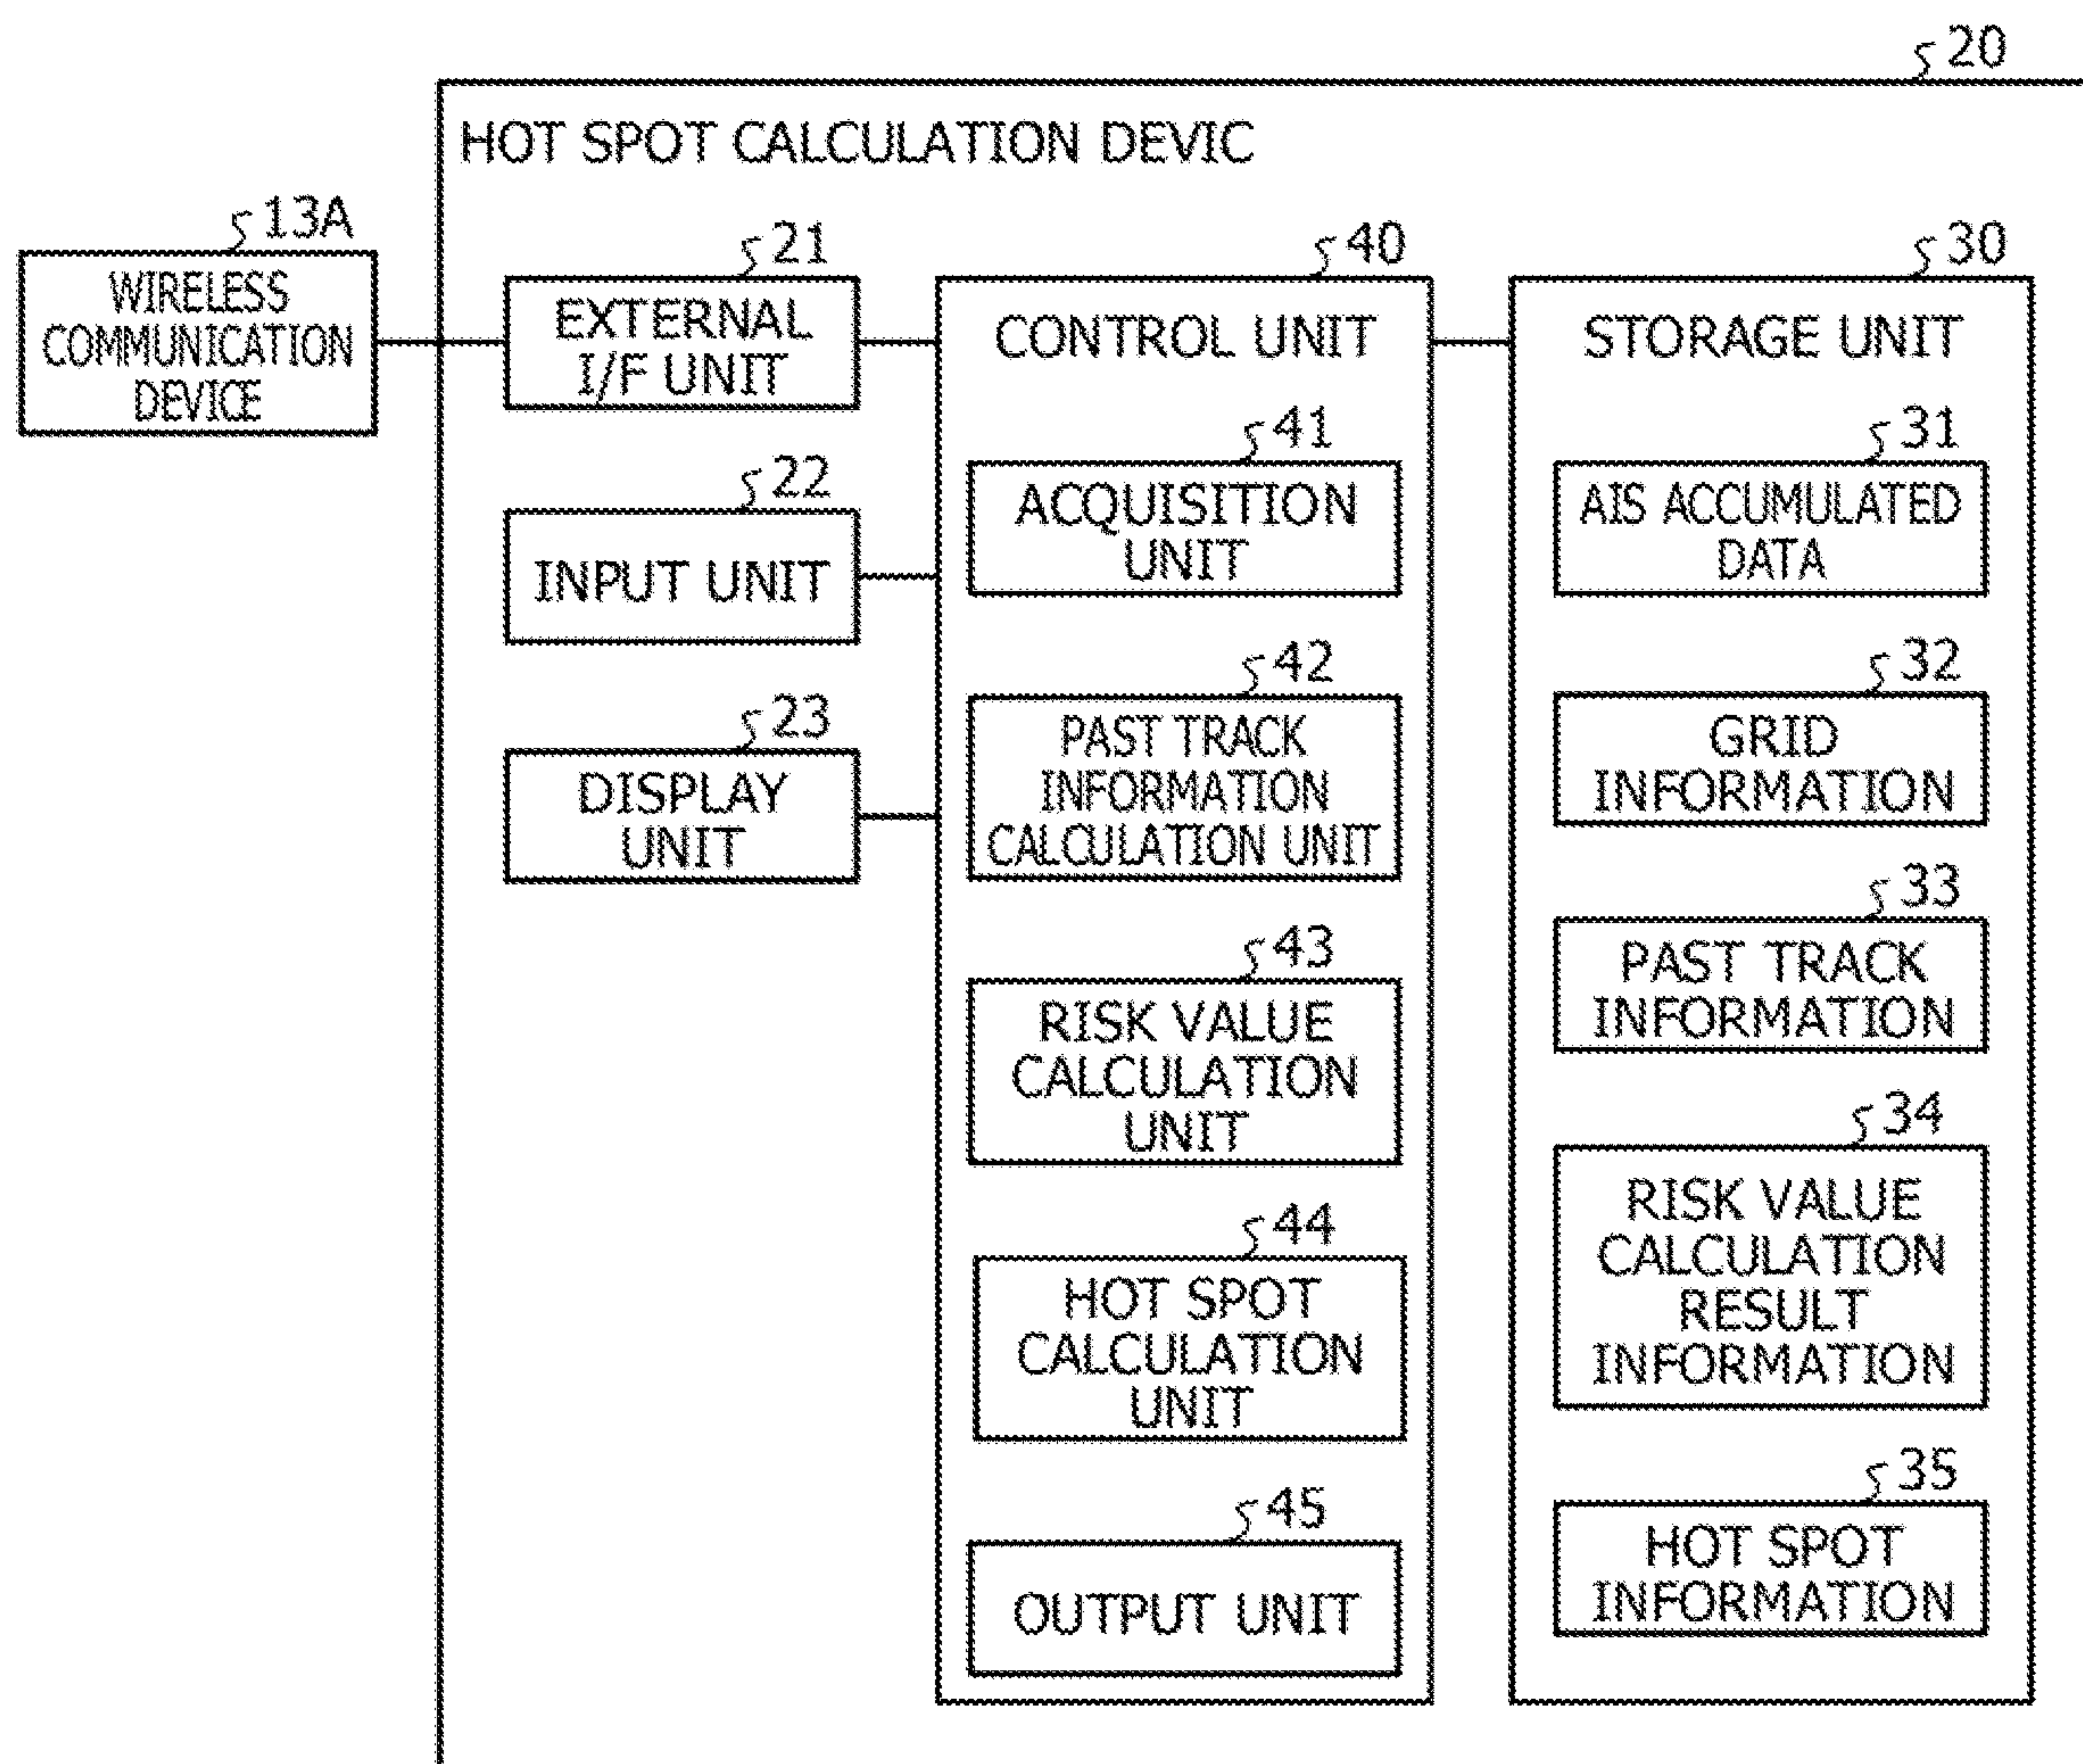 20
HOT SPOT CALCULATION DEVIC
13A
WIRELESS
COMMUNICATION
DEVICE
21
EXTERNAL
I/F UNIT
22
INPUT UNIT
23
DISPLAY
UNIT
40
CONTROL UNIT
41
ACQUISITION
UNIT
42
PAST TRACK
INFORMATION
CALCULATION UNIT
43
RISK VALUE
CALCULATION
UNIT
44
HOT SPOT
CALCULATION
UNIT
45
OUTPUT UNIT
30
STORAGE UNIT
31
AIS ACCUMULATED
DATA
32
GRID
INFORMATION
33
PAST TRACK
INFORMATION
34
RISK VALUE
CALCULATION
RESULT
INFORMATION
35
HOT SPOT
INFORMATION